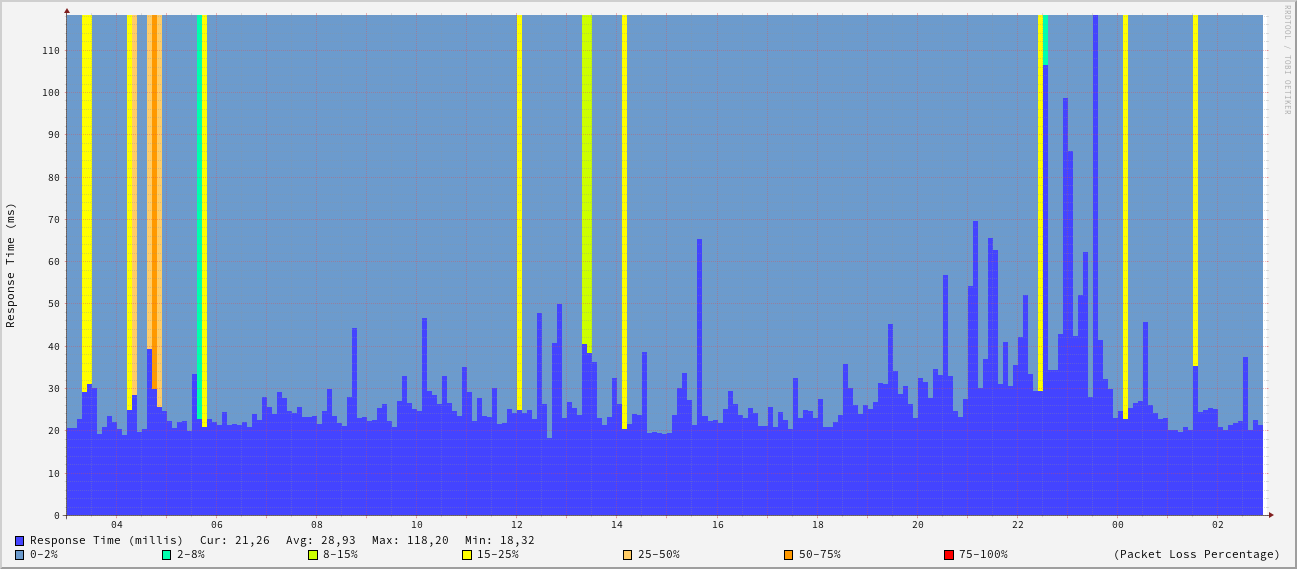 RRDTOOL / TOBI OETIKER
Response Time (ms)
110
100
90
80
70
60
50
40
30
20
10
0
04 06 08 10 12 14 16 18 20 22 00 02
Response Time (millis) Cur: 21,26 Avg: 28,93 Max: 118,20 Min: 18,32
0-2% 2-8% 8-15% 15-25% 25-50% 50-75% 75-100% (Packet Loss Percentage)